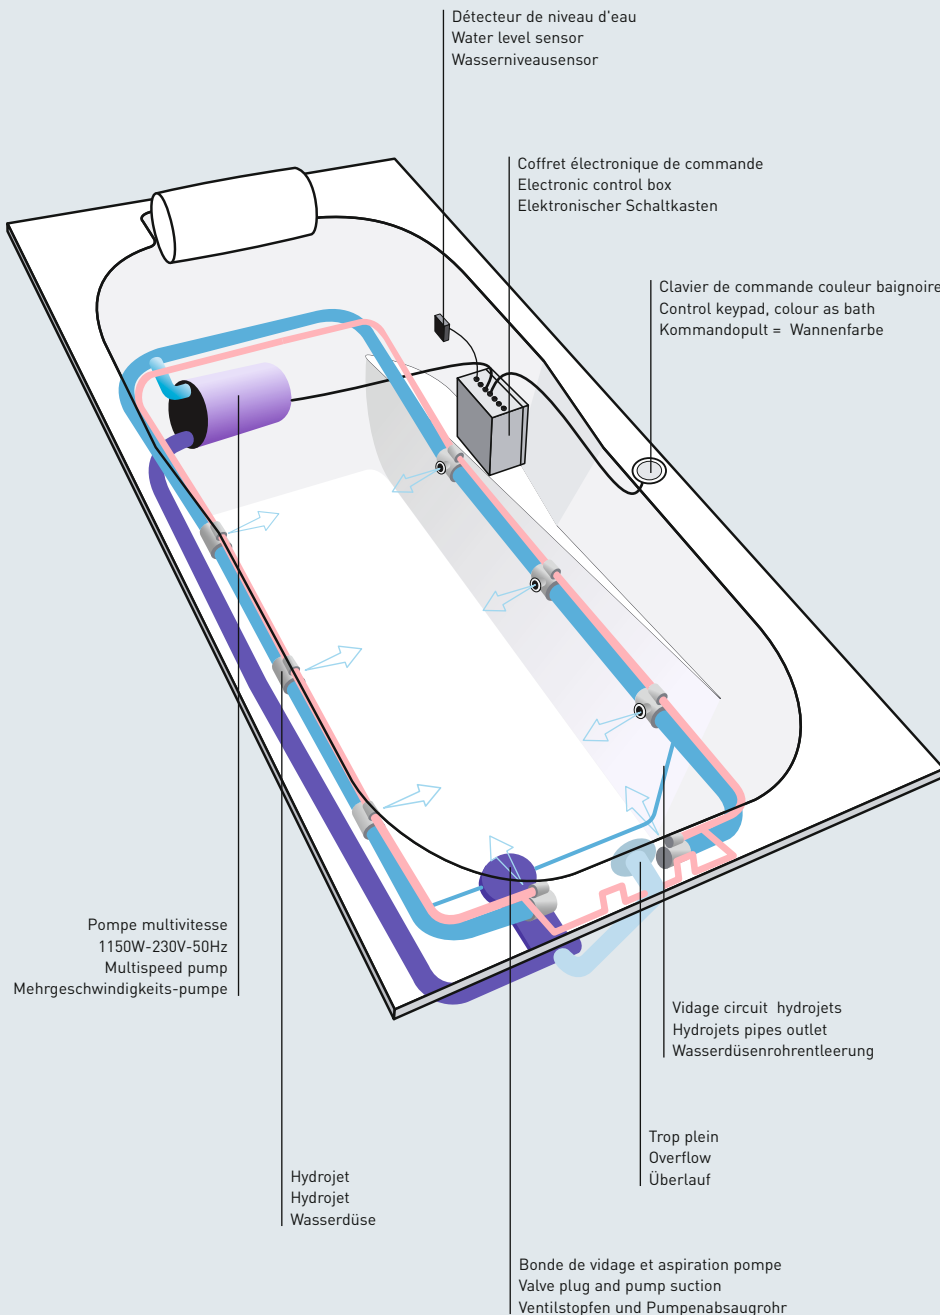 Détecteur de niveau d'eau
Water level sensor
Wasserniveausensor
Coffret électronique de commande
Electronic control box
Elektronischer Schaltkasten
Clavier de commande couleur baignoire
Control keypad, colour as bath
Kommandopult = Wannenfarbe
Pompe multivitesse
1150W-230V-50Hz
Multispeed pump
Mehrgeschwindigkeits-pumpe
Vidage circuit hydrojets
Hydrojets pipes outlet
Wasserdüsenrohrentleerung
Trop plein
Overflow
Überlauf
Hydrojet
Hydrojet
Wasserdüse
Bonde de vidage et aspiration pompe
Valve plug and pump suction
Ventilstopfen und Pumpenabsaugrohr